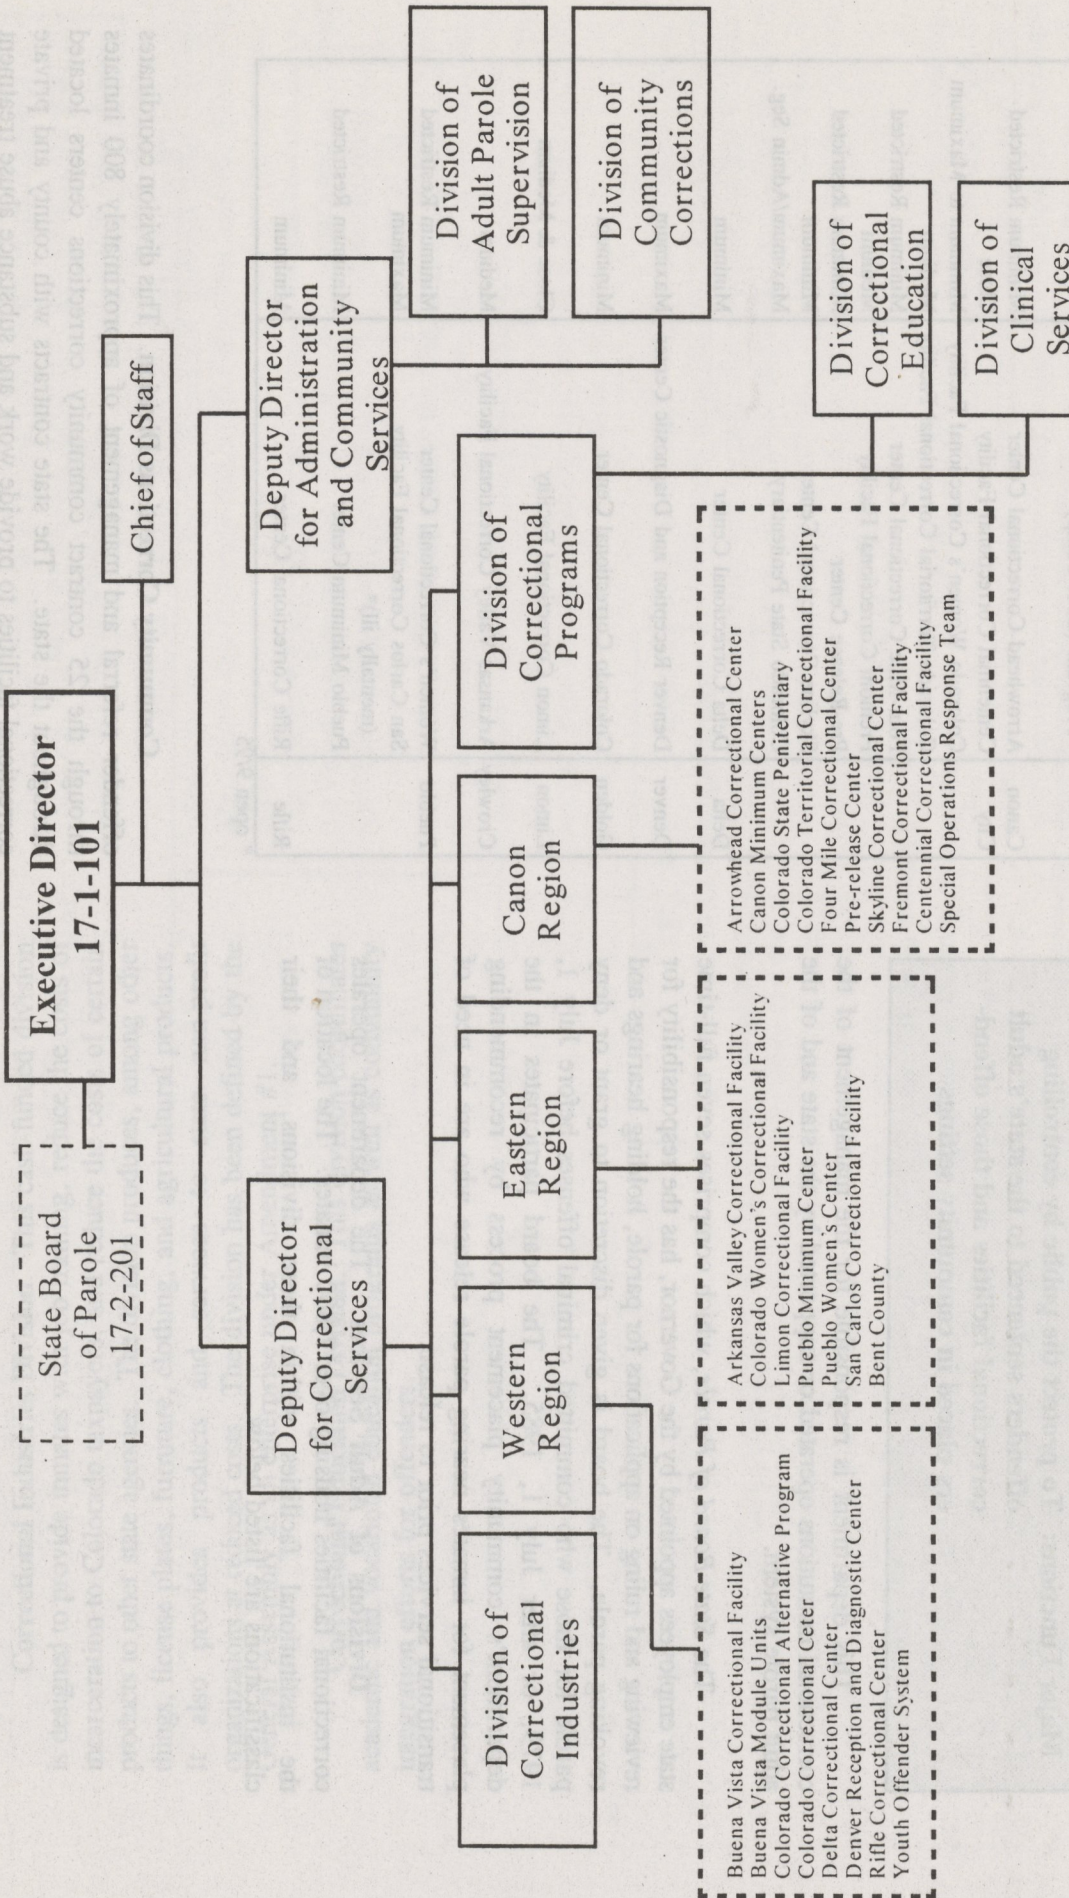 Executive Director
17-1-101
State Board
of Parole
17-2-201
Chief of Staff
Deputy Director
for Correctional
Services
Deputy Director
for Administration
and Community
Services
Division of
Adult Parole
Supervision
Division of
Community
Corrections
Division of
Correctional
Industries
Western
Region
Eastern
Region
Canon
Region
Division of
Correctional
Programs
Division of
Correctional
Education
Division of
Clinical
Services
Buena Vista Correctional Facility
Buena Vista Module Units
Colorado Correctional Alternative Program
Colorado Correctional Ceter
Delta Correctional Center
Denver Reception and Diagnostic Center
Rifle Correctional Center
Youth Offender System
Arkansas Valley Correctional Facility
Colorado Women's Correctional Facility
Limon Correctional Facility
Pueblo Minimum Center
Pueblo Women's Center
San Carlos Correctional Facility
Bent County
Arrowhead Correctional Center
Canon Minimum Centers
Colorado State Penitentiary
Colorado Territorial Correctional Facility
Four Mile Correctional Center
Pre-release Center
Skyline Correctional Center
Fremont Correctional Facility
Centennial Correctional Facility
Special Operations Response Team